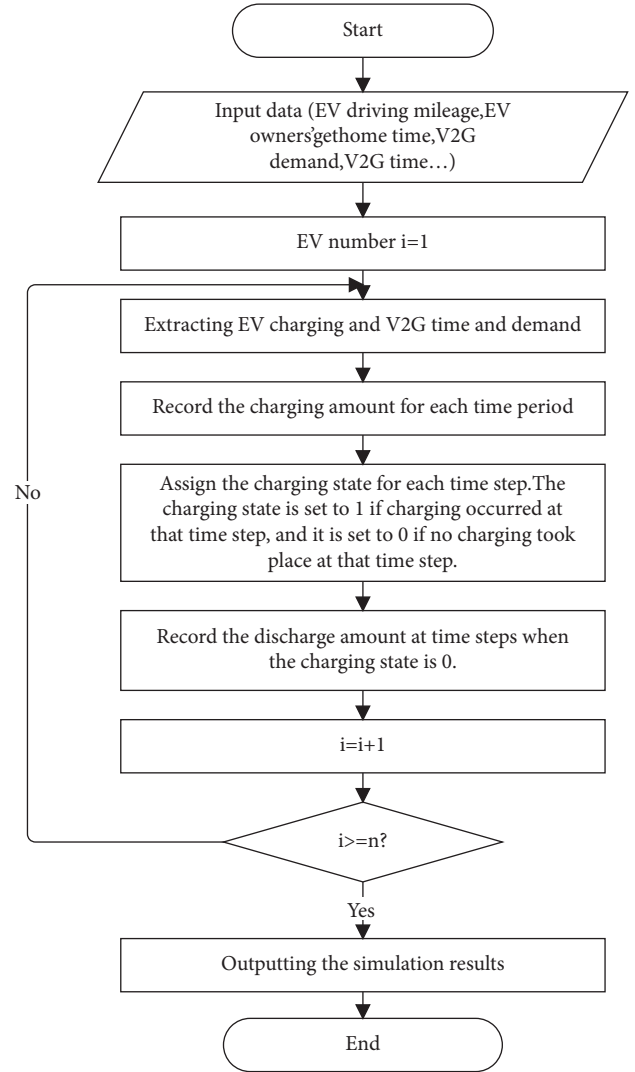 Start
Input data (EV driving mileage,EV
owners’gethome time,V2G
demand,V2G time…)
EV number i=1
Extracting EV charging and V2G time and demand
Record the charging amount for each time period
No
Assign the charging state for each time step.The
charging state is set to 1 if charging occurred at
that time step, and it is set to 0 if no charging took
place at that time step.
Record the discharge amount at time steps when
the charging state is 0.
i=i+1
i>=n?
Yes
Outputting the simulation results
End